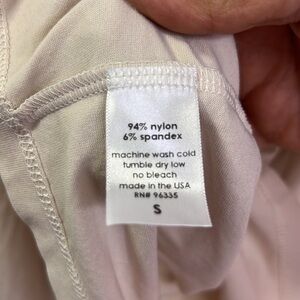 94% nylon
6% spandex
machine wash cold
tumble dry low
no bleach
made in the USA
RN# 96335
S